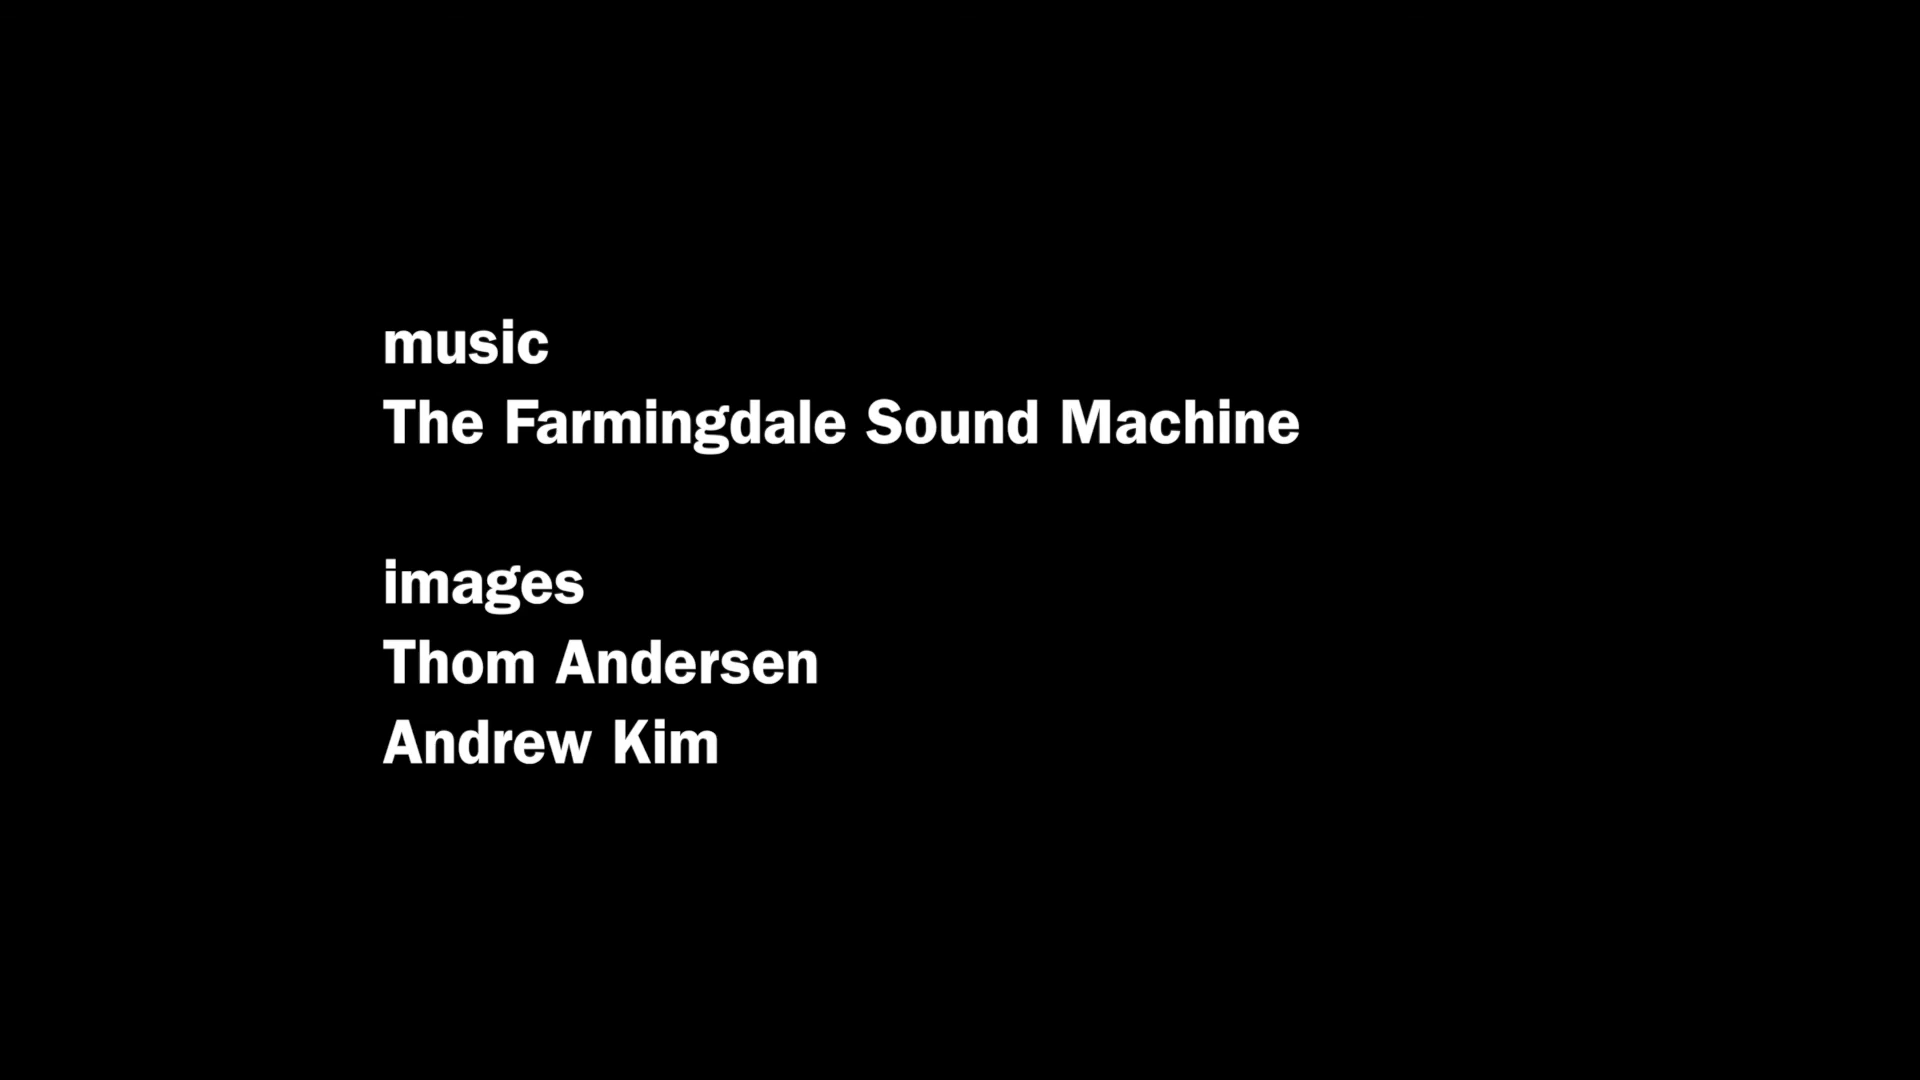 music
The Farmingdale Sound Machine
images
Thom Andersen
Andrew Kim